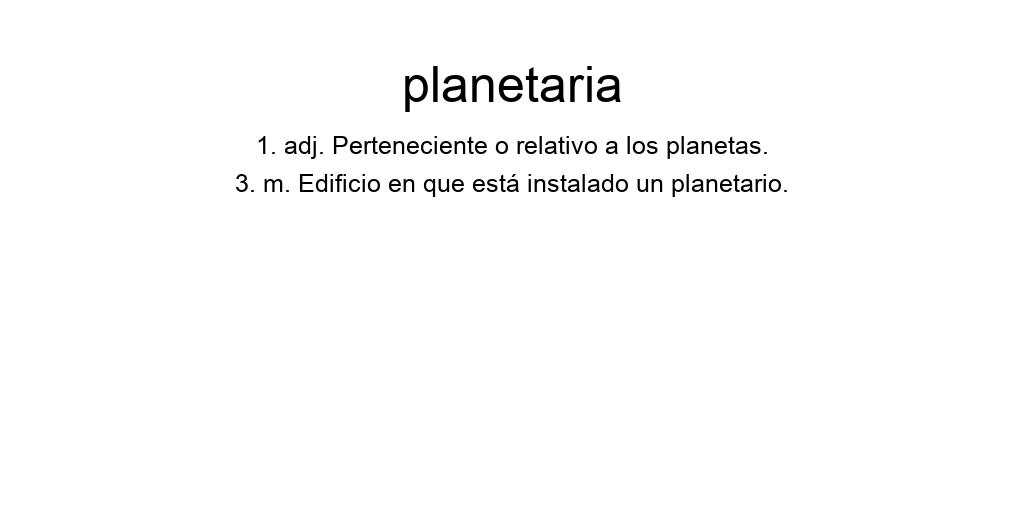 planetaria
1. adj. Perteneciente o relativo a los planetas.
3. m. Edificio en que está instalado un planetario.